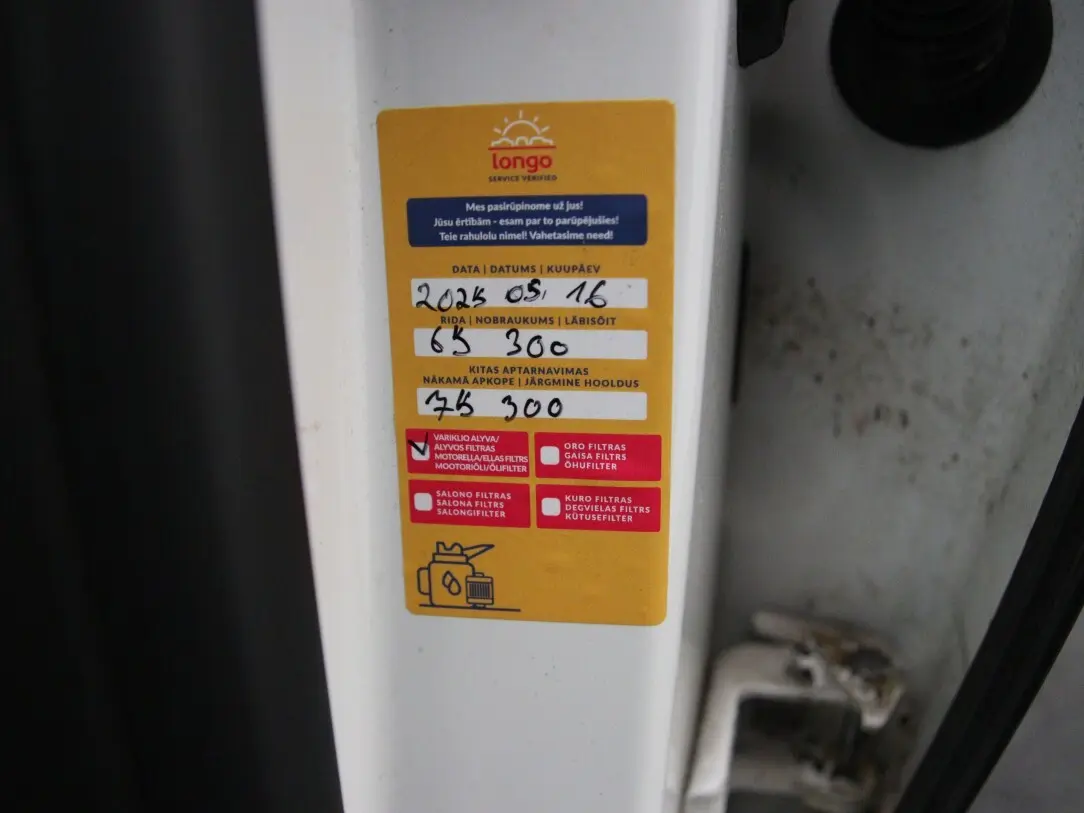 longo
SERVICE VERIFIED
Mes pasirūpinome už jus!
Jūsu ērtībām - esam par to parūpējušies!
Teie rahulolu nimel! Vahetasime need!
DATA | DATUMS | KUUPÄEV
2025 05. 16
RIDA | NOBRAUKUMS | LÄBISÕIT
65 300
KITAS APTARNAVIMAS
NĀKAMĀ APKOPE | JÄRGMINE HOOLDUS
75 300
VARIKLIO ALYVA/
ALYVOS FILTRAS
MOTOREĻĻA/EĻĻAS FILTRS
MOOTORIÕLI/ÕLIFILTER
ORO FILTRAS
GAISA FILTRS
ÕHUFILTER
SALONO FILTRAS
SALONA FILTRS
SALONGIFILTER
KURO FILTRAS
DEGVIELAS FILTRS
KÜTUSEFILTER